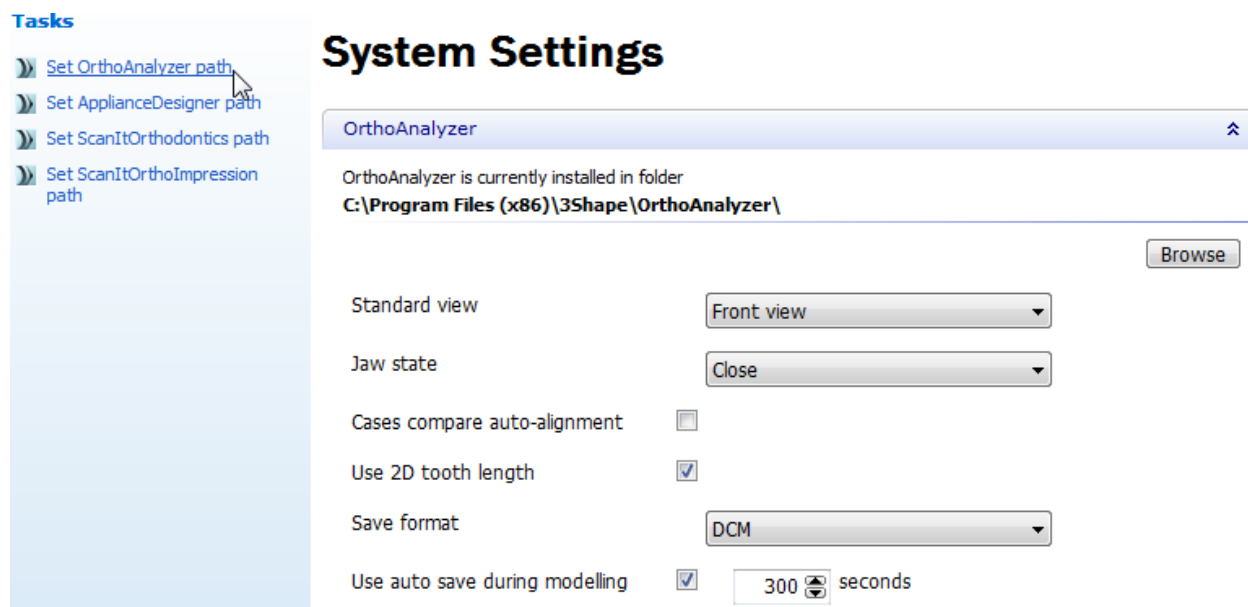 Tasks
Set OrthoAnalyzer path
Set ApplianceDesigner path
Set ScanItOrthodontics path
Set ScanItOrthoImpression
path
System Settings
OrthoAnalyzer
OrthoAnalyzer is currently installed in folder
C:\Program Files (x86)\3Shape\OrthoAnalyzer\
Browse
Standard view Front view
Jaw state Close
Cases compare auto-alignment
Use 2D tooth length
Save format DCM
Use auto save during modelling 300 seconds